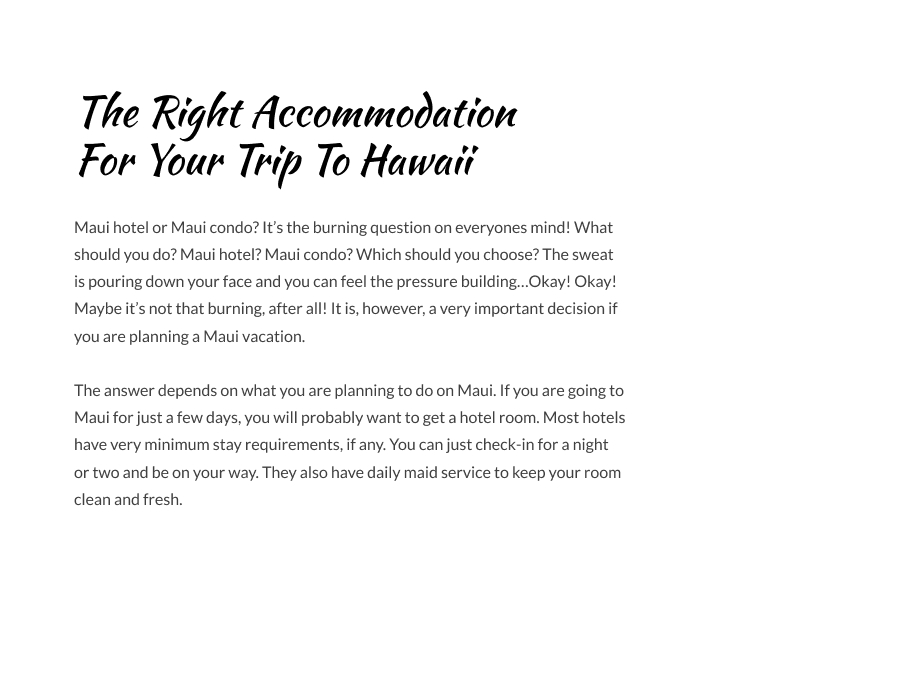 The Right Accommodation
For Your Trip To Hawaii
Maui hotel or Maui condo? It’s the burning question on everyones mind! What
should you do? Maui hotel? Maui condo? Which should you choose? The sweat
is pouring down your face and you can feel the pressure building…Okay! Okay!
Maybe it’s not that burning, after all! It is, however, a very important decision if
you are planning a Maui vacation.
The answer depends on what you are planning to do on Maui. If you are going to
Maui for just a few days, you will probably want to get a hotel room. Most hotels
have very minimum stay requirements, if any. You can just check-in for a night
or two and be on your way. They also have daily maid service to keep your room
clean and fresh.